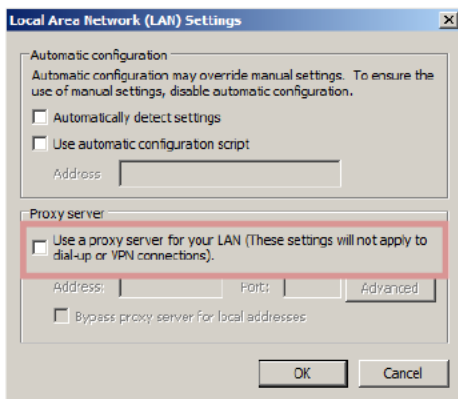 Local Area Network (LAN) Settings
Automatic configuration
Automatic configuration may override manual settings. To ensure the
use of manual settings, disable automatic configuration.
Automatically detect settings
Use automatic configuration script
Address
Proxy server
Use a proxy server for your LAN (These settings will not apply to
dial-up or VPN connections).
Address: Port: Advanced
Bypass proxy server for local addresses
OK Cancel